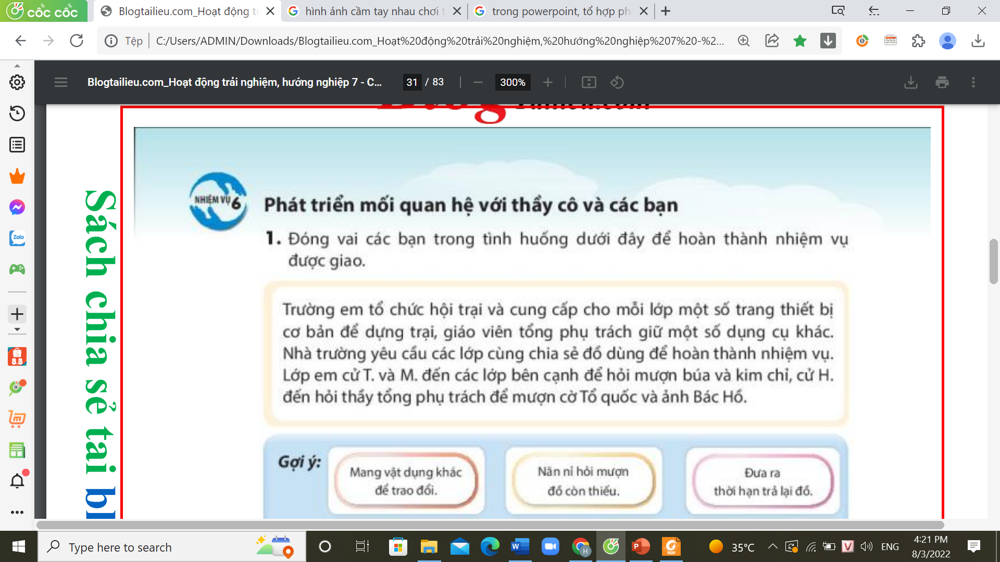 cốc cốc
Blogtailieu.com_Hoạt động tr
hình ảnh cầm tay nhau chơi t
trong powerpoint, tổ hợp ph
Tệp
C:/Users/ADMIN/Downloads/Blogtailieu.com_Hoạt%20động%20trải%20nghiệm,%20hướng%20nghiệp%207%20-%2...
Blogtailieu.com_Hoạt động trải nghiệm, hướng nghiệp 7 - C...
31 / 83
300%
Sách chia sẻ tại bl
NHIỆM VỤ 6
Phát triển mối quan hệ với thầy cô và các bạn
1. Đóng vai các bạn trong tình huống dưới đây để hoàn thành nhiệm vụ
được giao.
Trường em tổ chức hội trại và cung cấp cho mỗi lớp một số trang thiết bị
cơ bản để dựng trại, giáo viên tổng phụ trách giữ một số dụng cụ khác.
Nhà trường yêu cầu các lớp cùng chia sẻ đồ dùng để hoàn thành nhiệm vụ.
Lớp em cử T. và M. đến các lớp bên cạnh để hỏi mượn búa và kim chỉ, cử H.
đến hỏi thầy tổng phụ trách để mượn cờ Tổ quốc và ảnh Bác Hồ.
Gợi ý:
Mang vật dụng khác
để trao đổi.
Năn nỉ hỏi mượn
đồ còn thiếu.
Đưa ra
thời hạn trả lại đồ.
Zalo
8.8
Type here to search
35°C
ENG
4:21 PM
8/3/2022